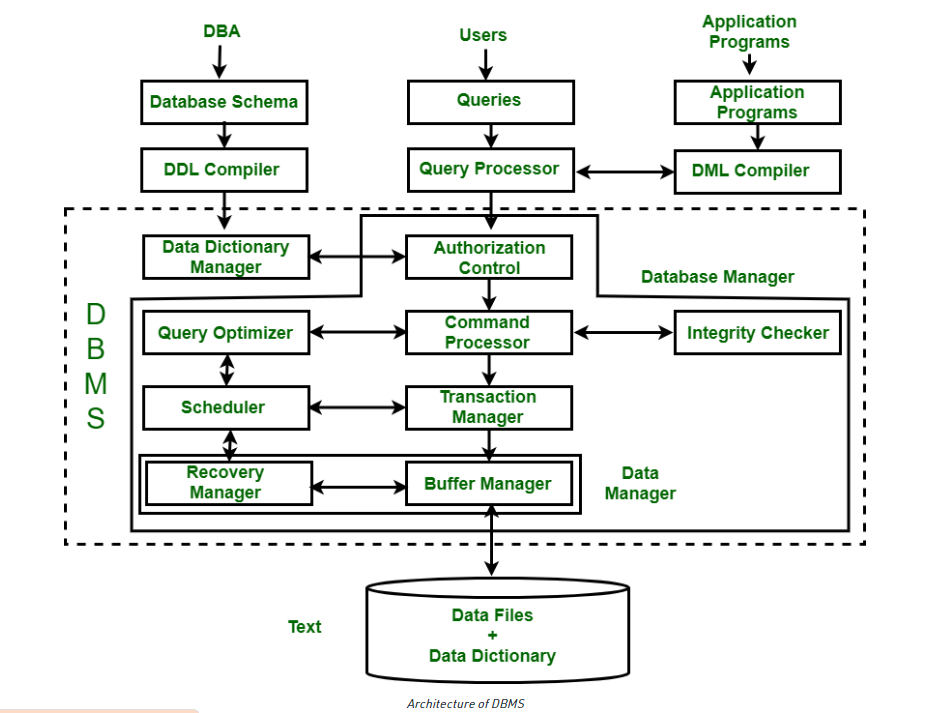 DBA
Users
Application
Programs
Database Schema
Queries
Application
Programs
DDL Compiler
Query Processor
DML Compiler
Data Dictionary
Manager
Authorization
Control
Database Manager
D
B
M
S
Query Optimizer
Command
Processor
Integrity Checker
Scheduler
Transaction
Manager
Recovery
Manager
Buffer Manager
Data
Manager
Text
Data Files
+
Data Dictionary
Architecture of DBMS